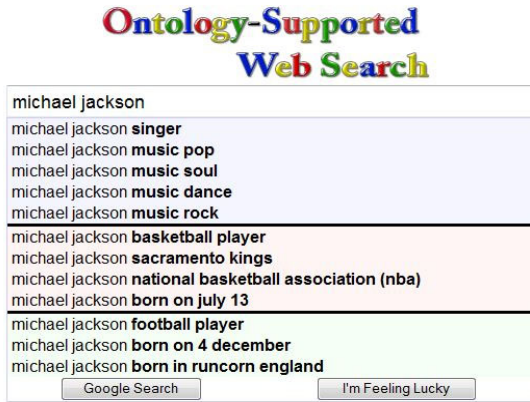 Ontology-Supported
Web Search
michael jackson
michael jackson singer
michael jackson music pop
michael jackson music soul
michael jackson music dance
michael jackson music rock
michael jackson basketball player
michael jackson sacramento kings
michael jackson national basketball association (nba)
michael jackson born on july 13
michael jackson football player
michael jackson born on 4 december
michael jackson born in runcorn england
Google Search I'm Feeling Lucky